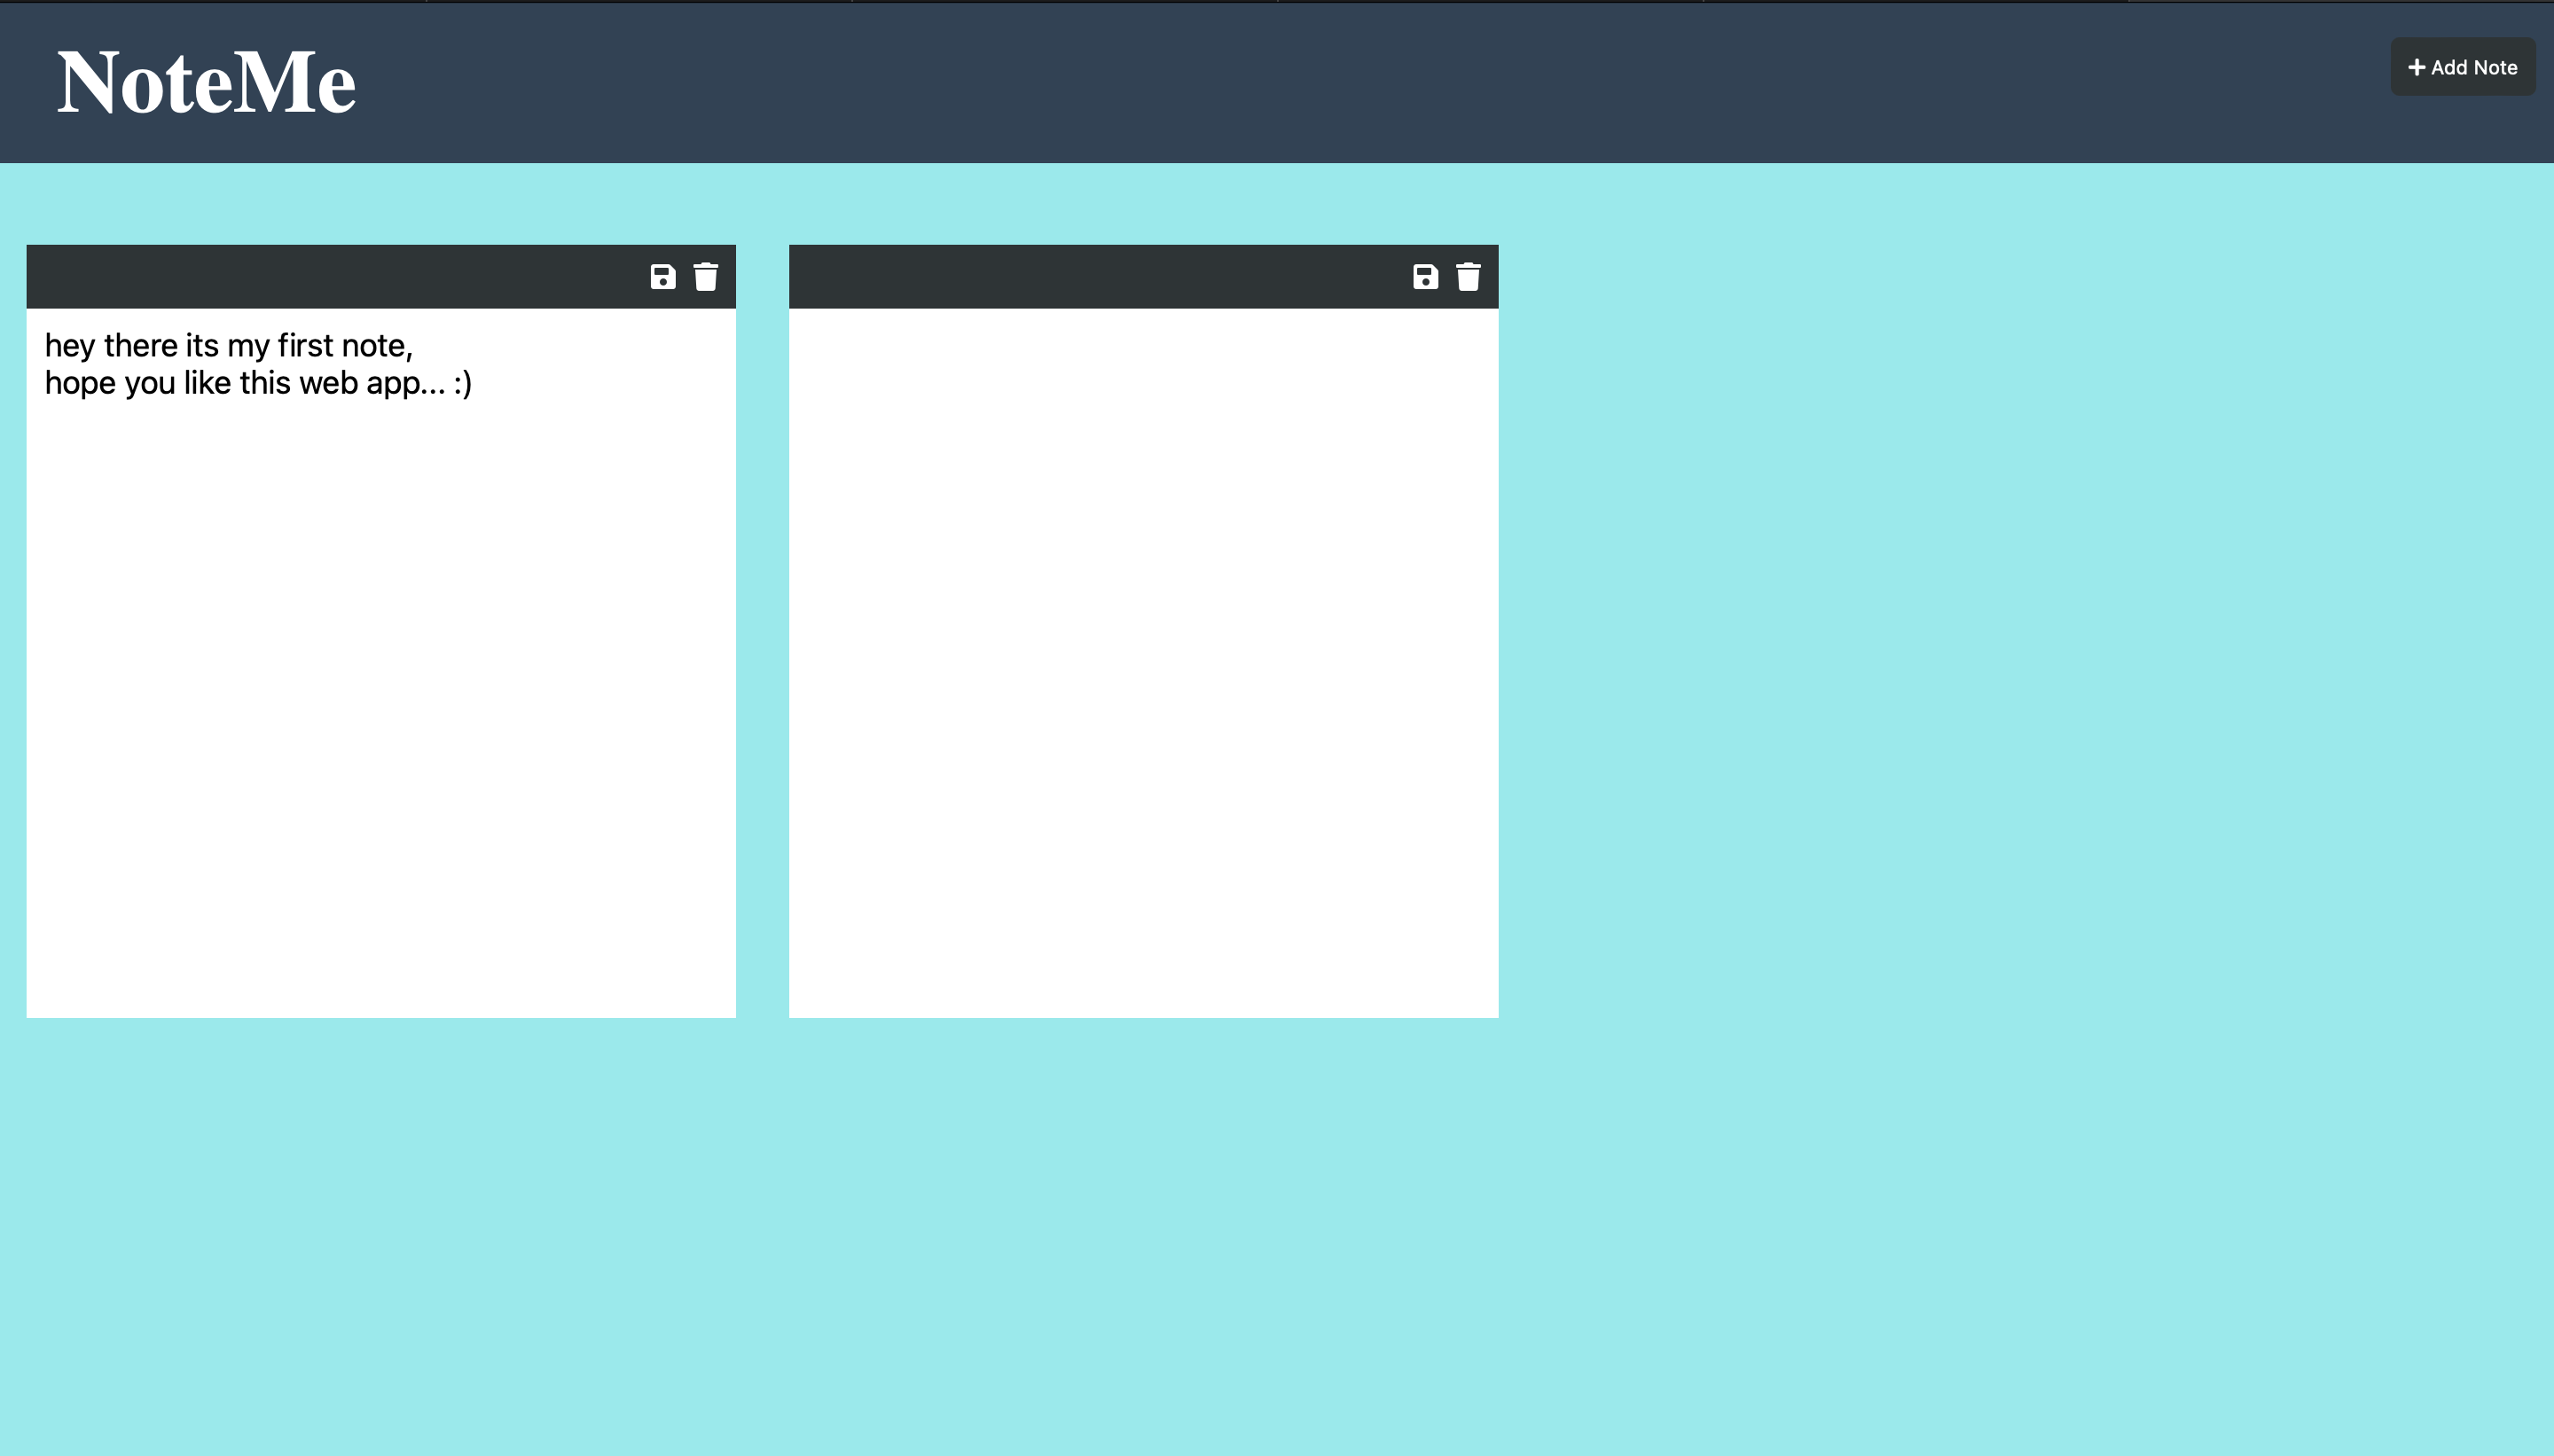 NoteMe
Add Note
hey there its my first note,
hope you like this web app... :)